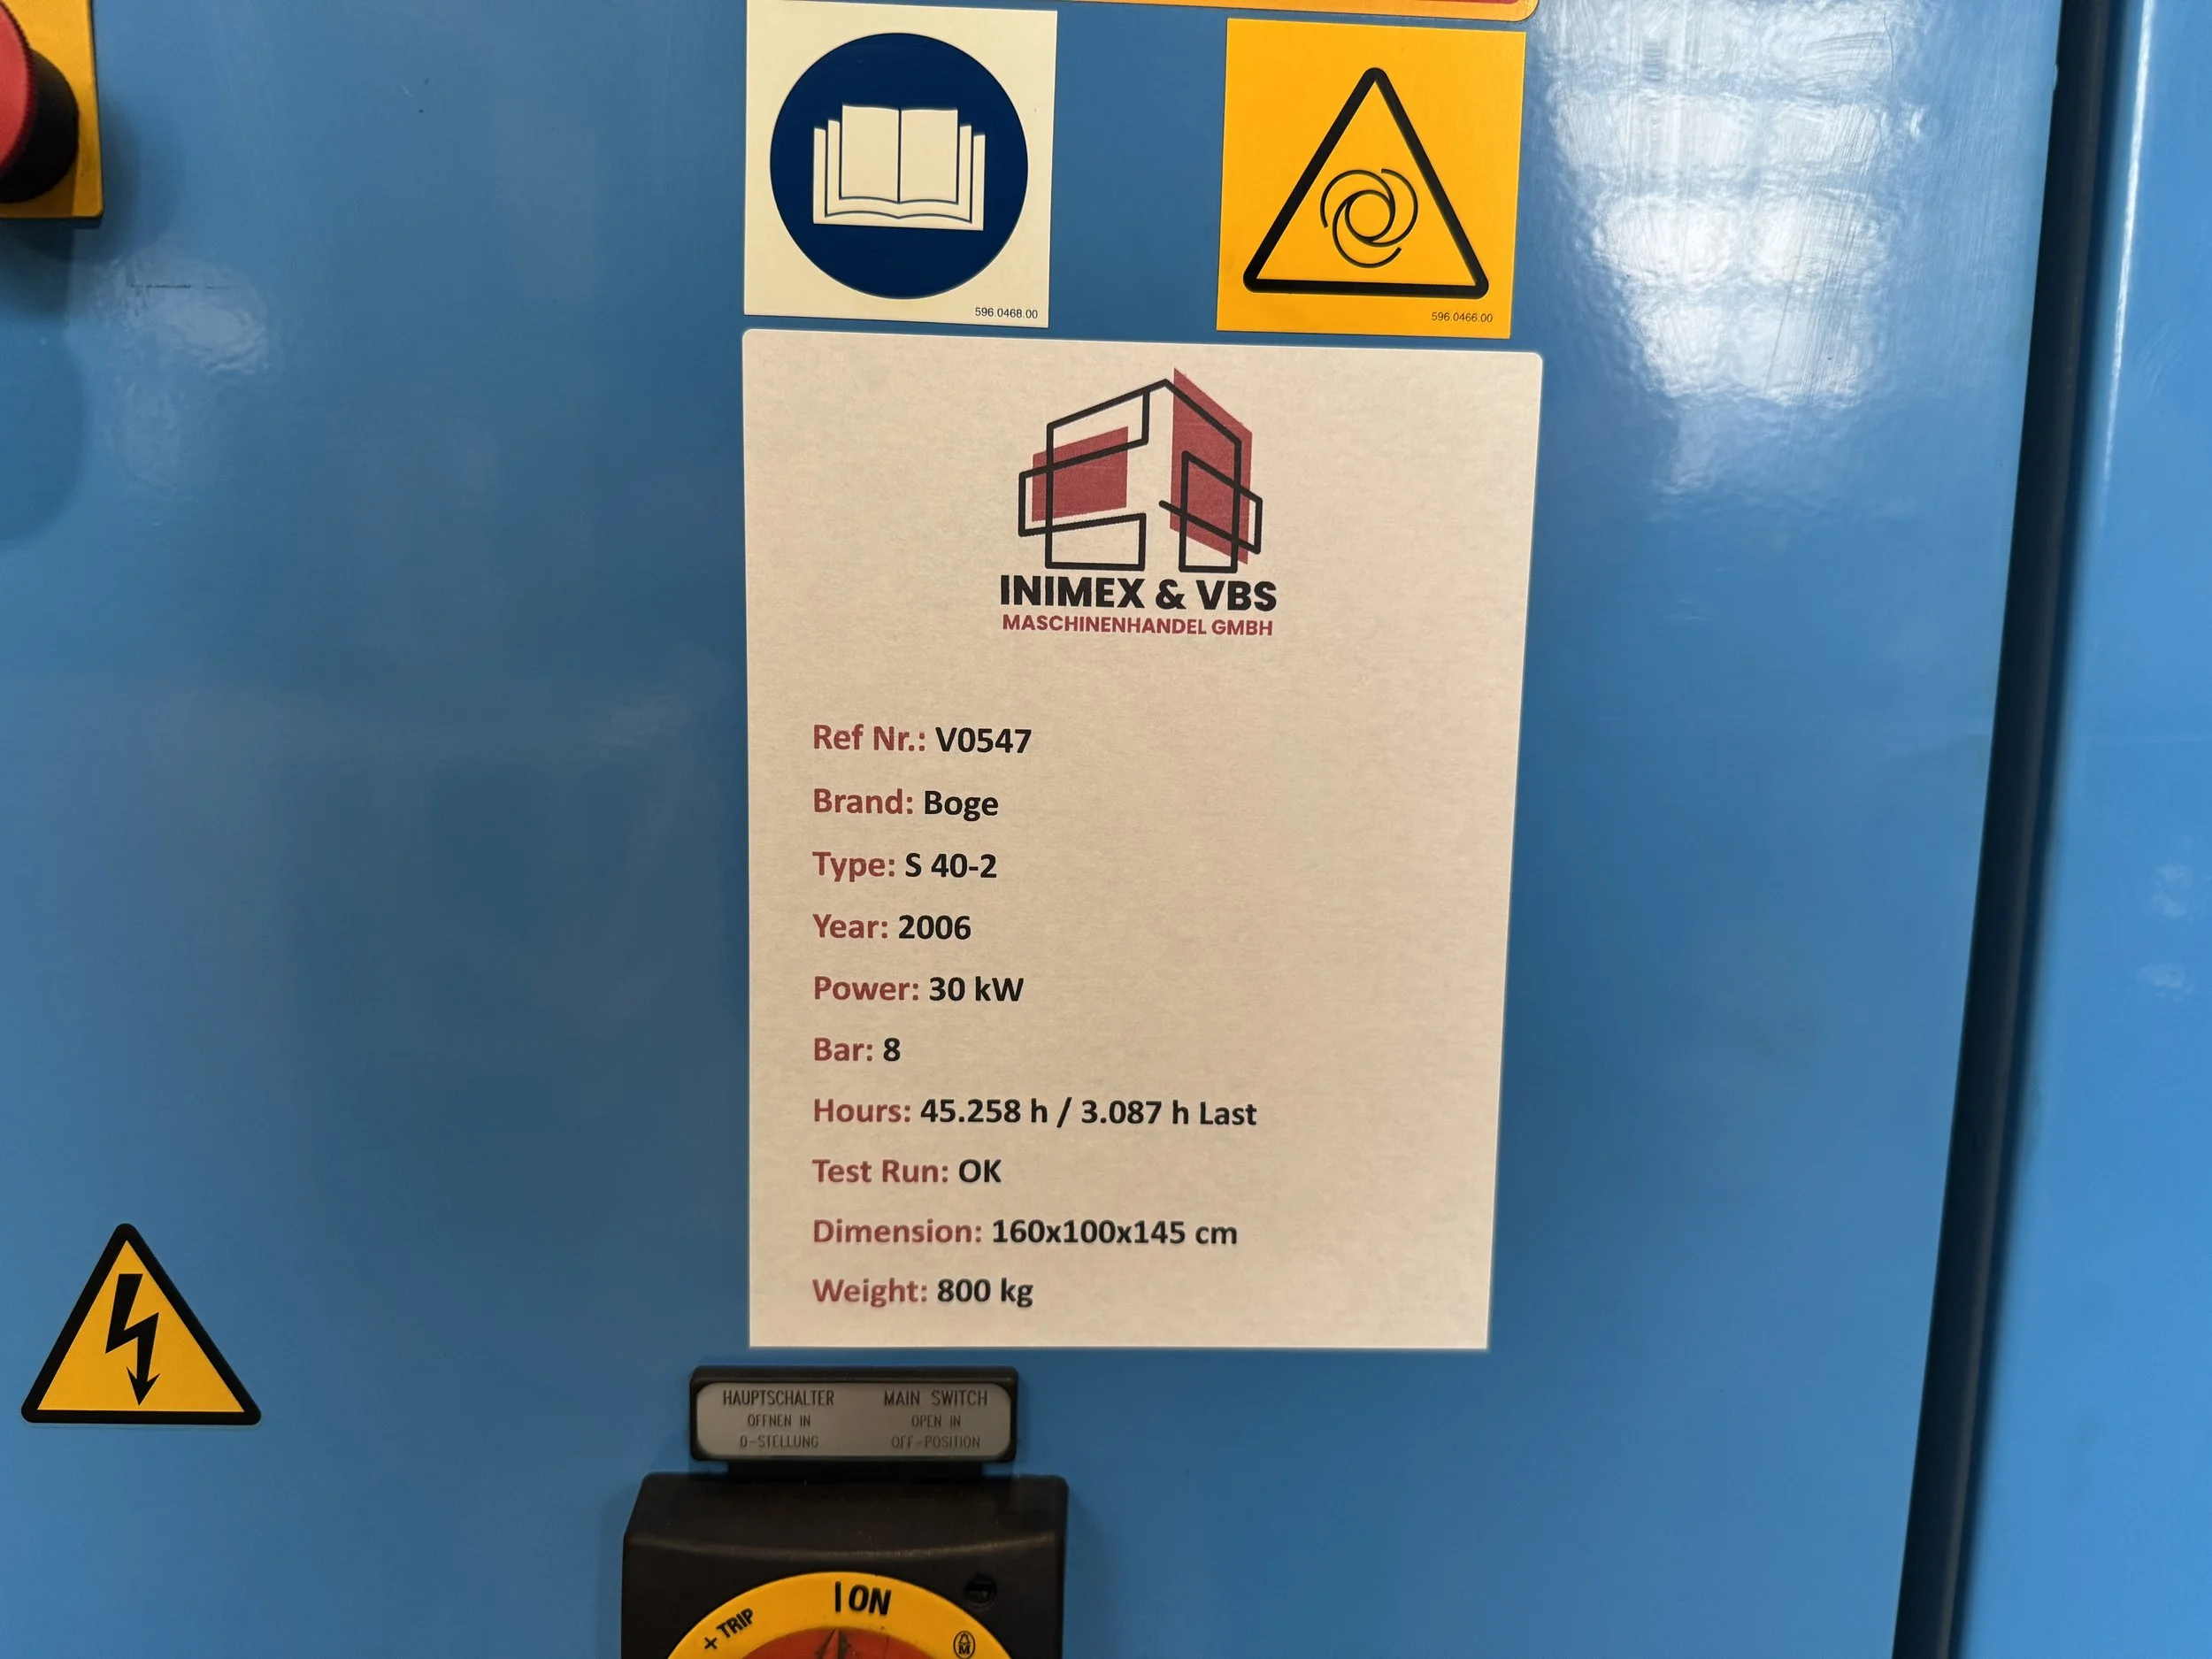 596.0468.00
596.0466.00
INIMEX & VBS
MASCHINENHANDEL GMBH
Ref Nr.: V0547
Brand: Boge
Type: S 40-2
Year: 2006
Power: 30 kW
Bar: 8
Hours: 45.258 h / 3.087 h Last
Test Run: OK
Dimension: 160x100x145 cm
Weight: 800 kg
HAUPTSCHALTER MAIN SWITCH
ÖFFNEN IN OPEN IN
0-STELLUNG OFF-POSITION
I ON
+ TRIP
M